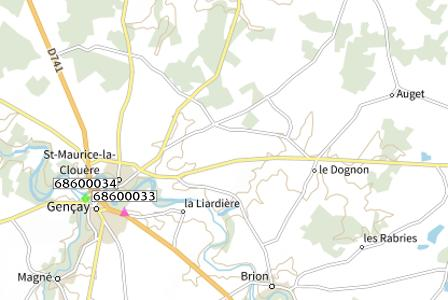 D741
Auget
St-Maurice-la-
Clouère
le Dognon
68600034
68600033
Gençay
la Liardière
les Rabries
Magné
Brion